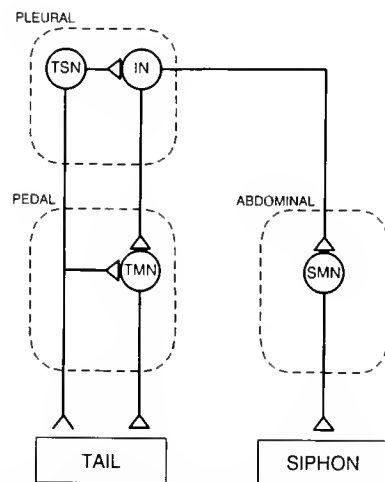 PLEURAL
TSN
IN
PEDAL
ABDOMINAL
TMN
SMN
TAIL
SIPHON